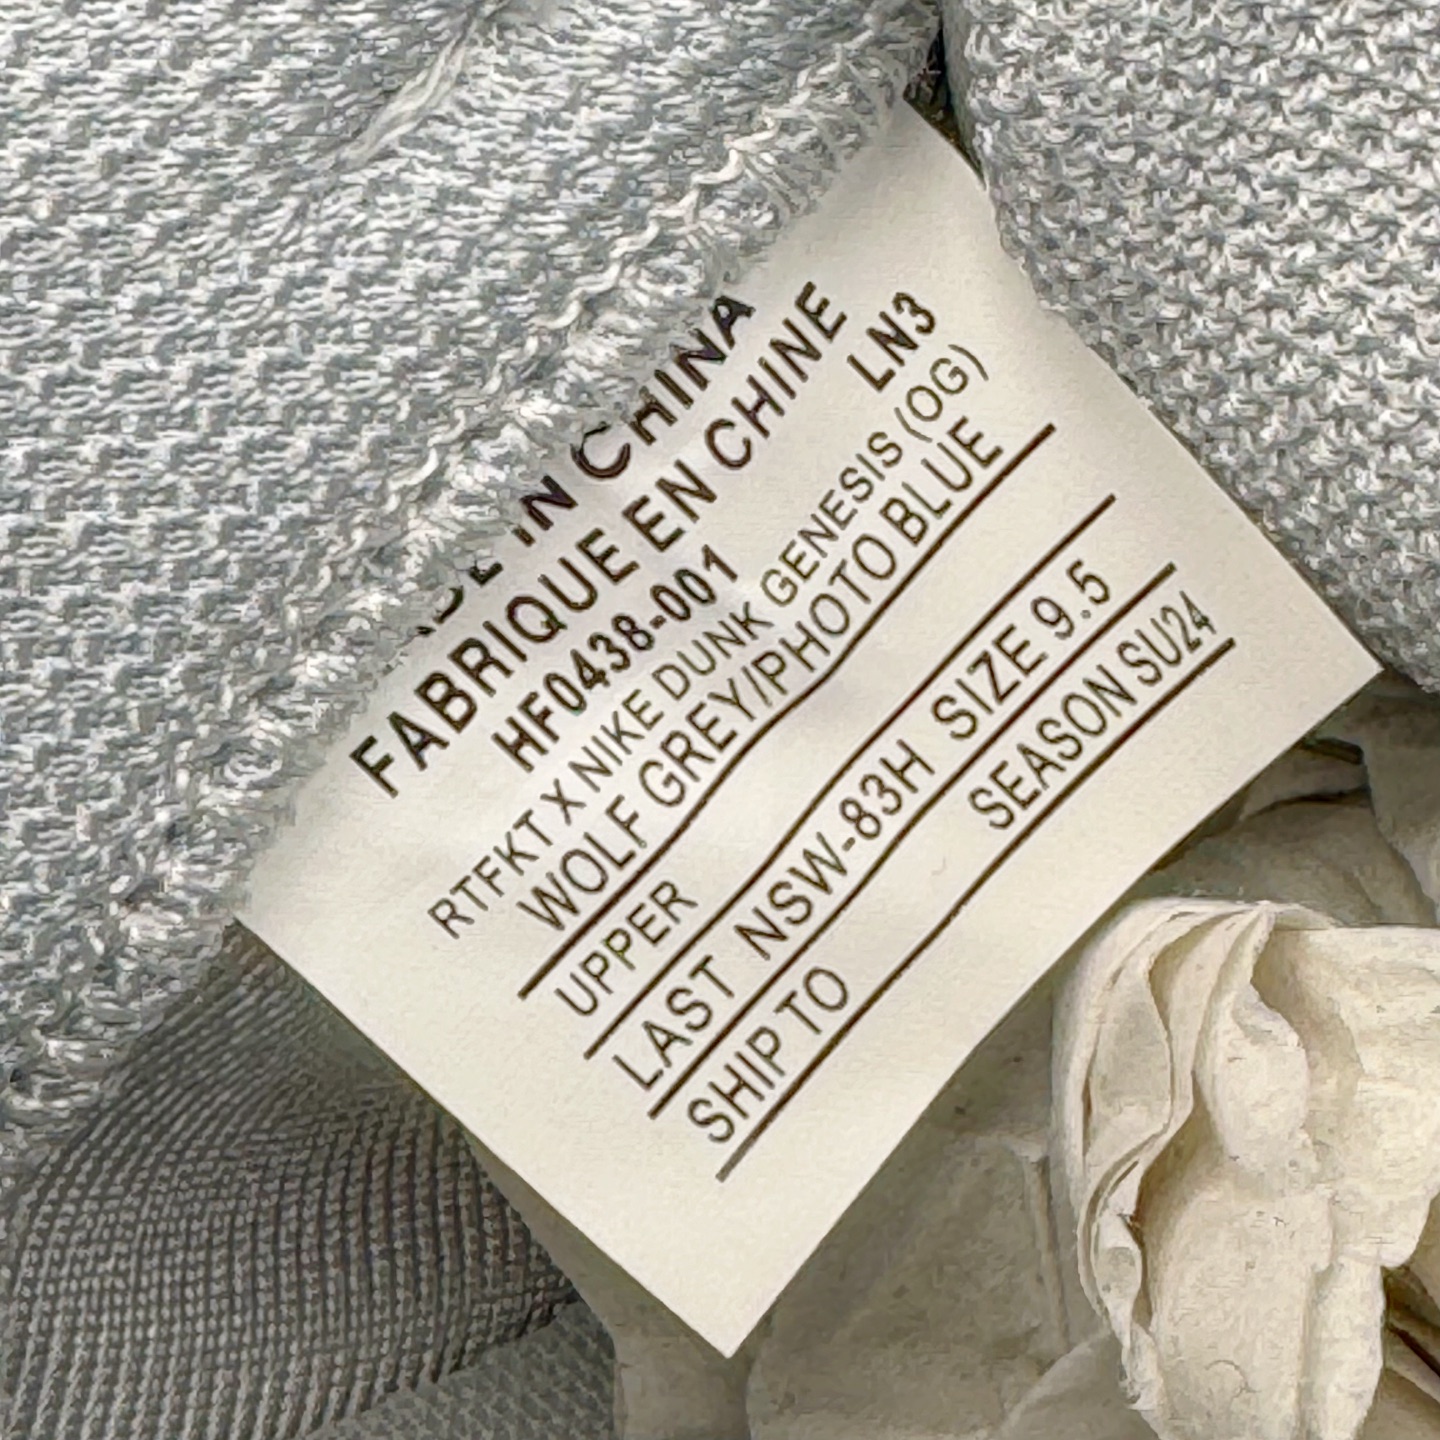 IN CHINA
FABRIQUE EN CHINE
HF0438-001 LN3
RTFKT X NIKE DUNK GENESIS (OG)
WOLF GREY/PHOTO BLUE
UPPER
LAST NSW-83H SIZE 9.5
SHIP TO SEASON SU24